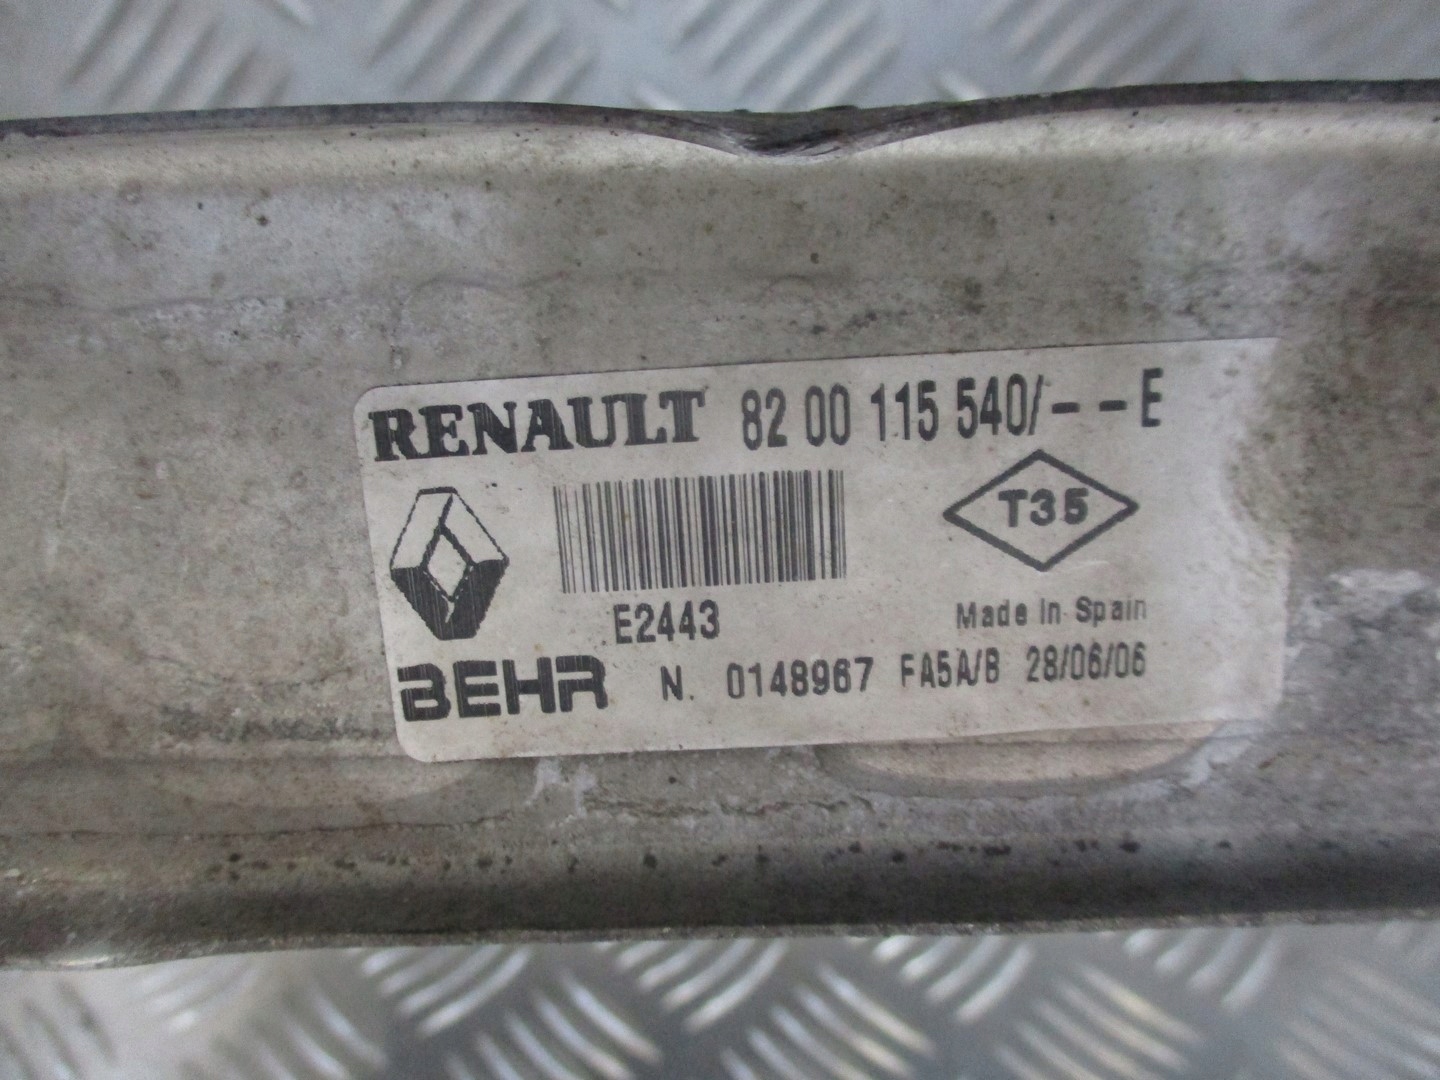 RENAULT 82 00 115 540/---E
T35
E2443
Made In Spain
BEHR N. 0148967 FA5A/B 28/06/06